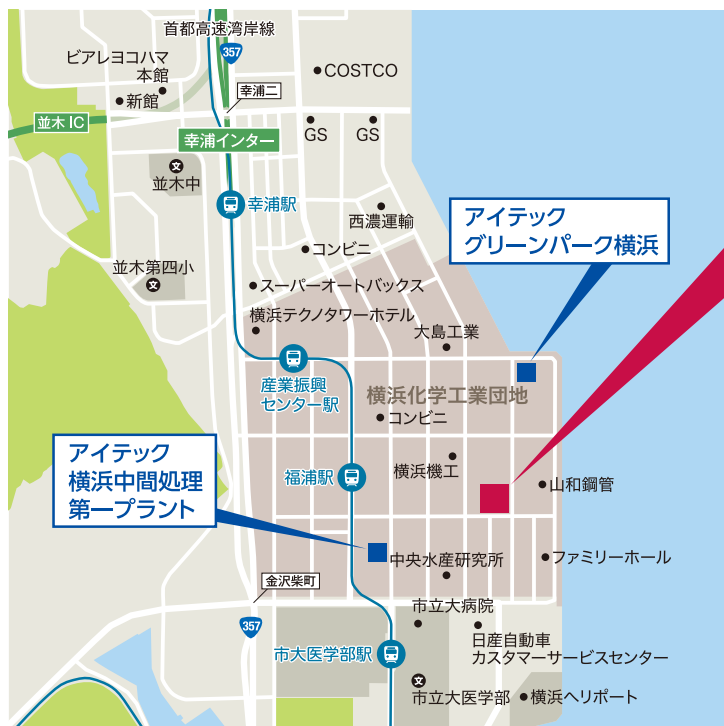 首都高速湾岸線
357
ビアレヨコハマ
本館
新館
COSTCO
幸浦二
並木IC
幸浦インター
GS
GS
並木中
幸浦駅
西濃運輸
アイテック
グリーンパーク横浜
コンビニ
並木第四小
スーパーオートバックス
横浜テクノタワーホテル
大島工業
産業振興
センター駅
横浜化学工業団地
コンビニ
アイテック
横浜中間処理
第一プラント
福浦駅
横浜機工
山和鋼管
中央水産研究所
ファミリーホール
金沢柴町
357
市立大病院
日産自動車
カスタマーサービスセンター
市大医学部駅
市立大医学部
横浜ヘリポート